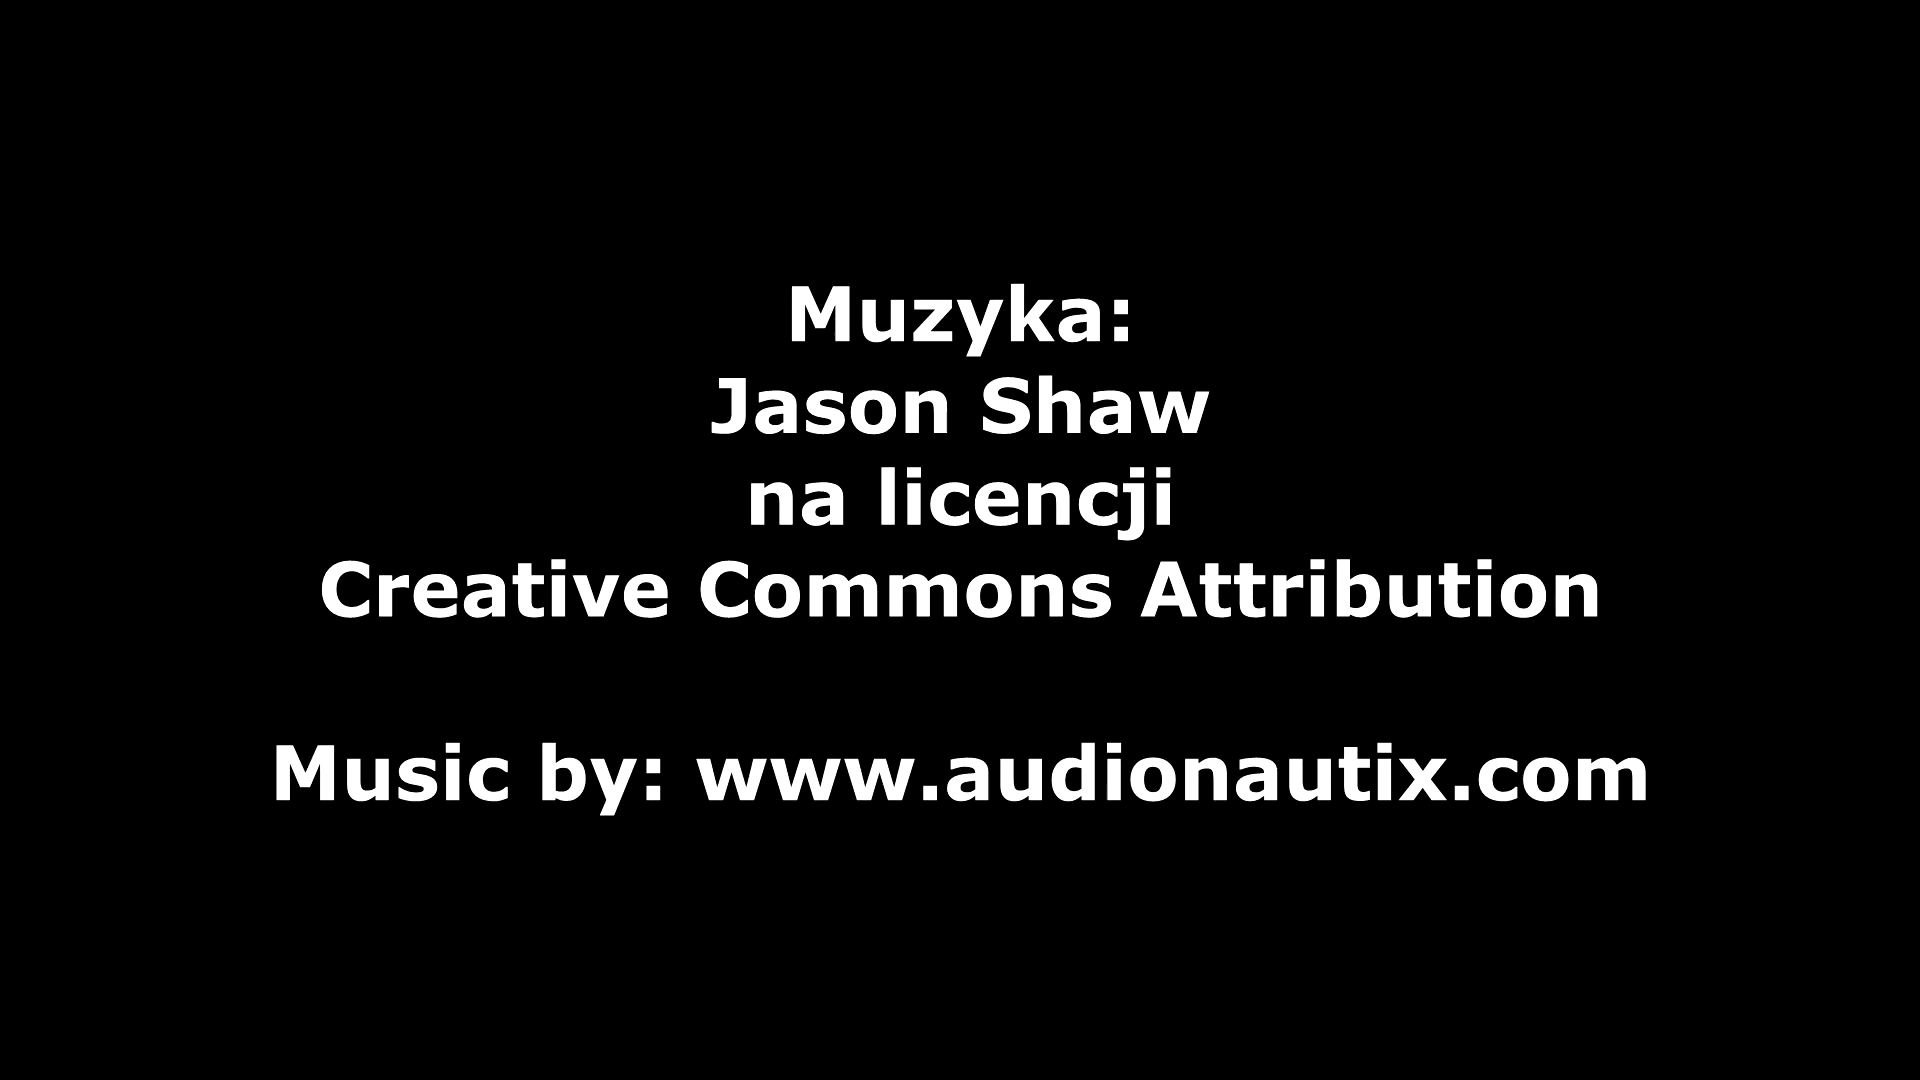 Muzyka:
Jason Shaw
na licencji
Creative Commons Attribution
Music by: www.audionautix.com